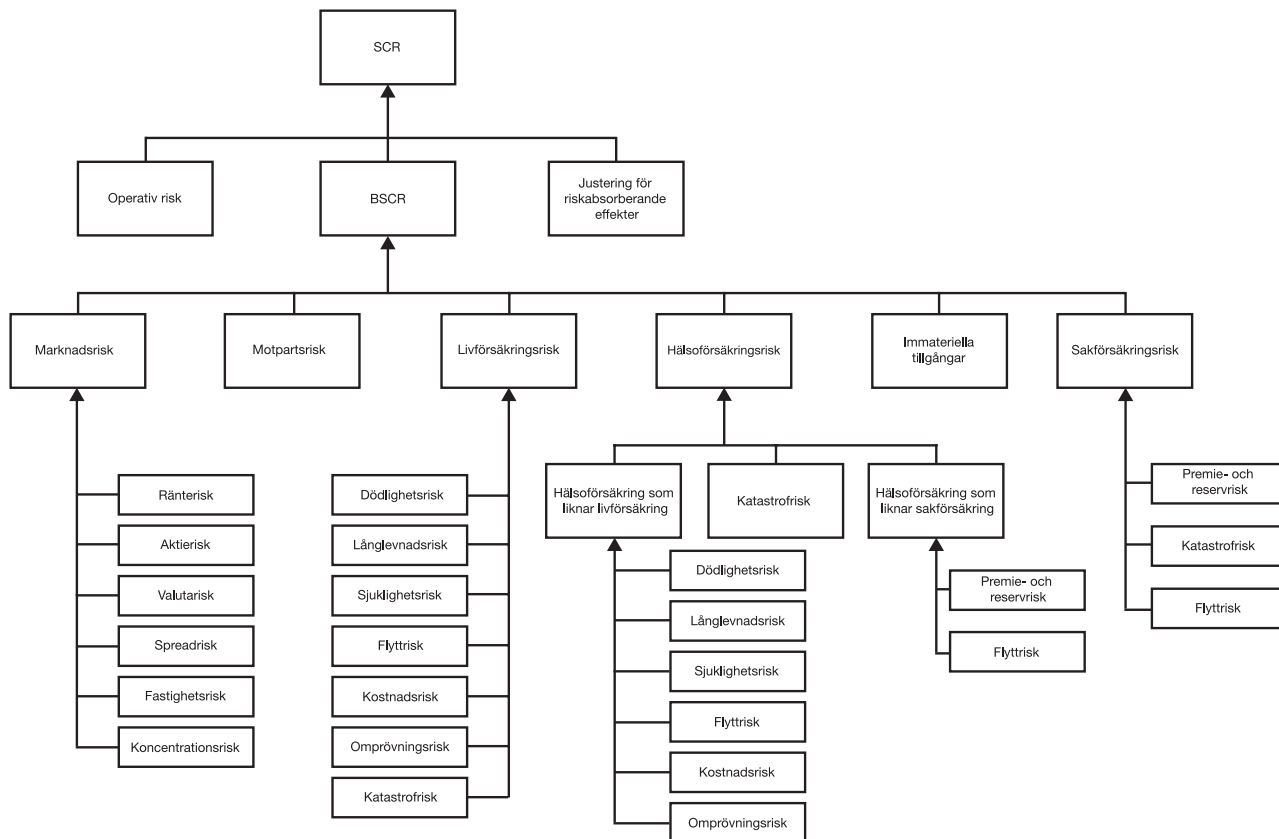 SCR
Operativ risk
BSCR
Justering för
riskabsorberande
effekter
Marknadsrisk
Motpartsrisk
Livförsäkringsrisk
Hälsoförsäkringsrisk
Immateriella
tillgångar
Sakförsäkringsrisk
Ränterisk
Aktierisk
Valutarisk
Spreadrisk
Fastighetsrisk
Koncentrationsrisk
Dödlighetsrisk
Långlevnadsrisk
Sjuklighetsrisk
Flyttrisk
Kostnadsrisk
Omprövningsrisk
Katastrofrisk
Hälsoförsäkring som
liknar livförsäkring
Dödlighetsrisk
Långlevnadsrisk
Sjuklighetsrisk
Flyttrisk
Kostnadsrisk
Omprövningsrisk
Katastrofrisk
Hälsoförsäkring som
liknar sakförsäkring
Premie- och
reservrisk
Flyttrisk
Premie- och
reservrisk
Katastrofrisk
Flyttrisk